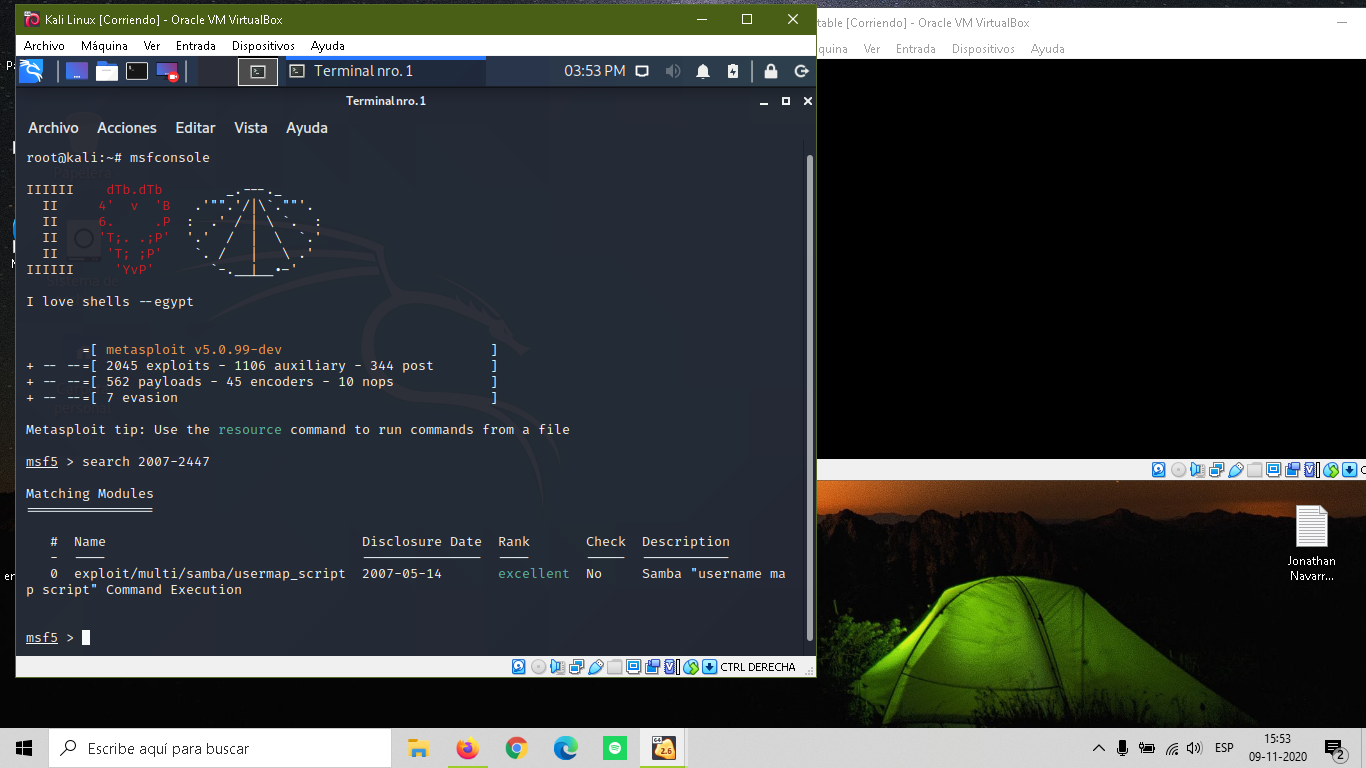 Kali Linux [Corriendo] - Oracle VM VirtualBox
Archivo Máquina Ver Entrada Dispositivos Ayuda
Terminal nro. 1 03:53 PM
Terminal nro. 1
Archivo Acciones Editar Vista Ayuda
root@kali:~# msfconsole
IIIIII    dTb.dTb        _.---._
  II     4'  v  'B   .'"".'/|\`.""'.
  II     6.     .P  :  .' / | \ `.  :
  II     'T;. .;P'  '.'  /  |  \  `.'
  II      'T; ;P'    `. /   |   \ .'
IIIIII     'YvP'       `-.__|__.-'
I love shells --egypt
=[ metasploit v5.0.99-dev ]
+ -- --=[ 2045 exploits - 1106 auxiliary - 344 post ]
+ -- --=[ 562 payloads - 45 encoders - 10 nops ]
+ -- --=[ 7 evasion ]
Metasploit tip: Use the resource command to run commands from a file
msf5 > search 2007-2447
Matching Modules
================
# Name Disclosure Date Rank Check Description
- ---- --------------- ---- ----- -----------
0 exploit/multi/samba/usermap_script 2007-05-14 excellent No Samba "username ma
p script" Command Execution
msf5 >
CTRL DERECHA
table [Corriendo] - Oracle VM VirtualBox
quina Ver Entrada Dispositivos Ayuda
Jonathan
Navarr...
Escribe aquí para buscar
64
2.6
ESP
15:53
09-11-2020
2